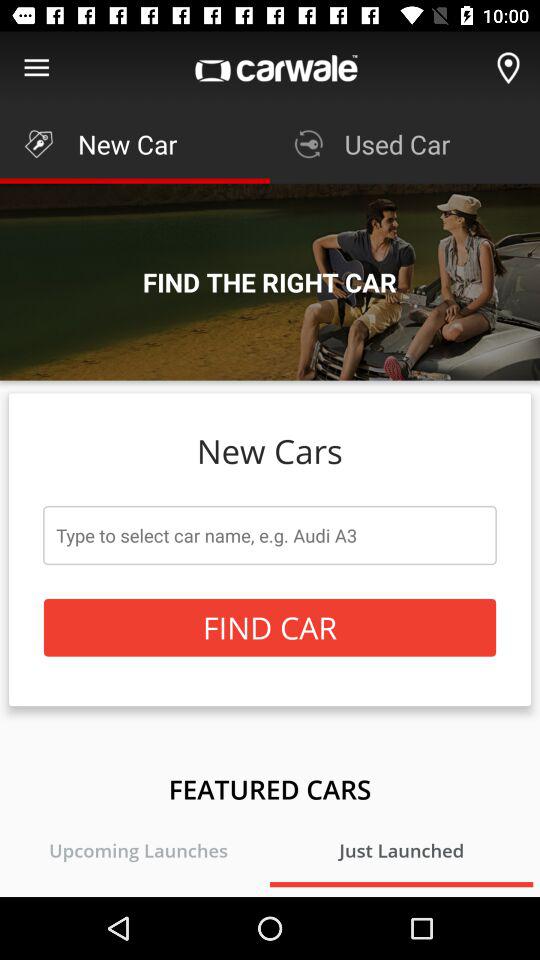 10:00
carwale™
New Car
Used Car
FIND THE RIGHT CAR
New Cars
Type to select car name, e.g. Audi A3
FIND CAR
FEATURED CARS
Upcoming Launches
Just Launched